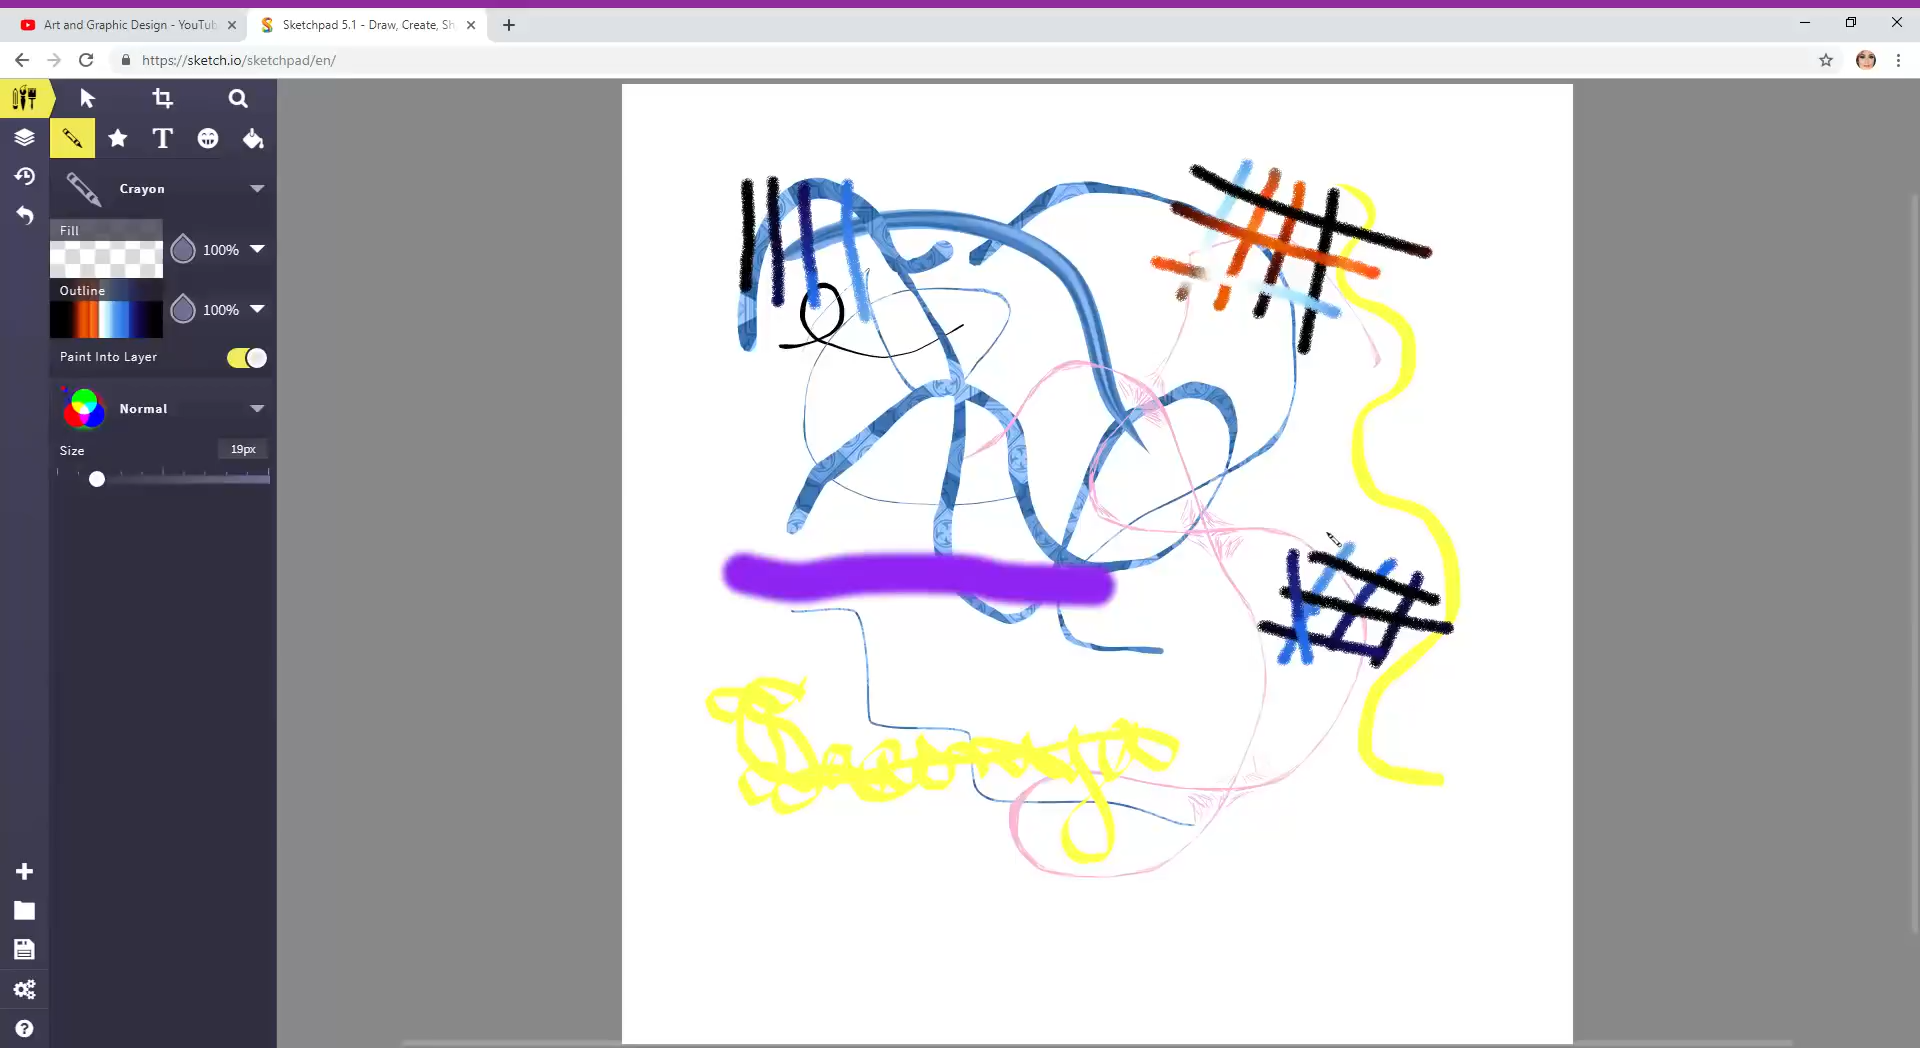 Art and Graphic Design - YouTub
Sketchpad 5.1 - Draw, Create, Sh
https://sketch.io/sketchpad/en/
T
Crayon
Fill
100%
Outline
100%
Paint Into Layer
Normal
Size
19px